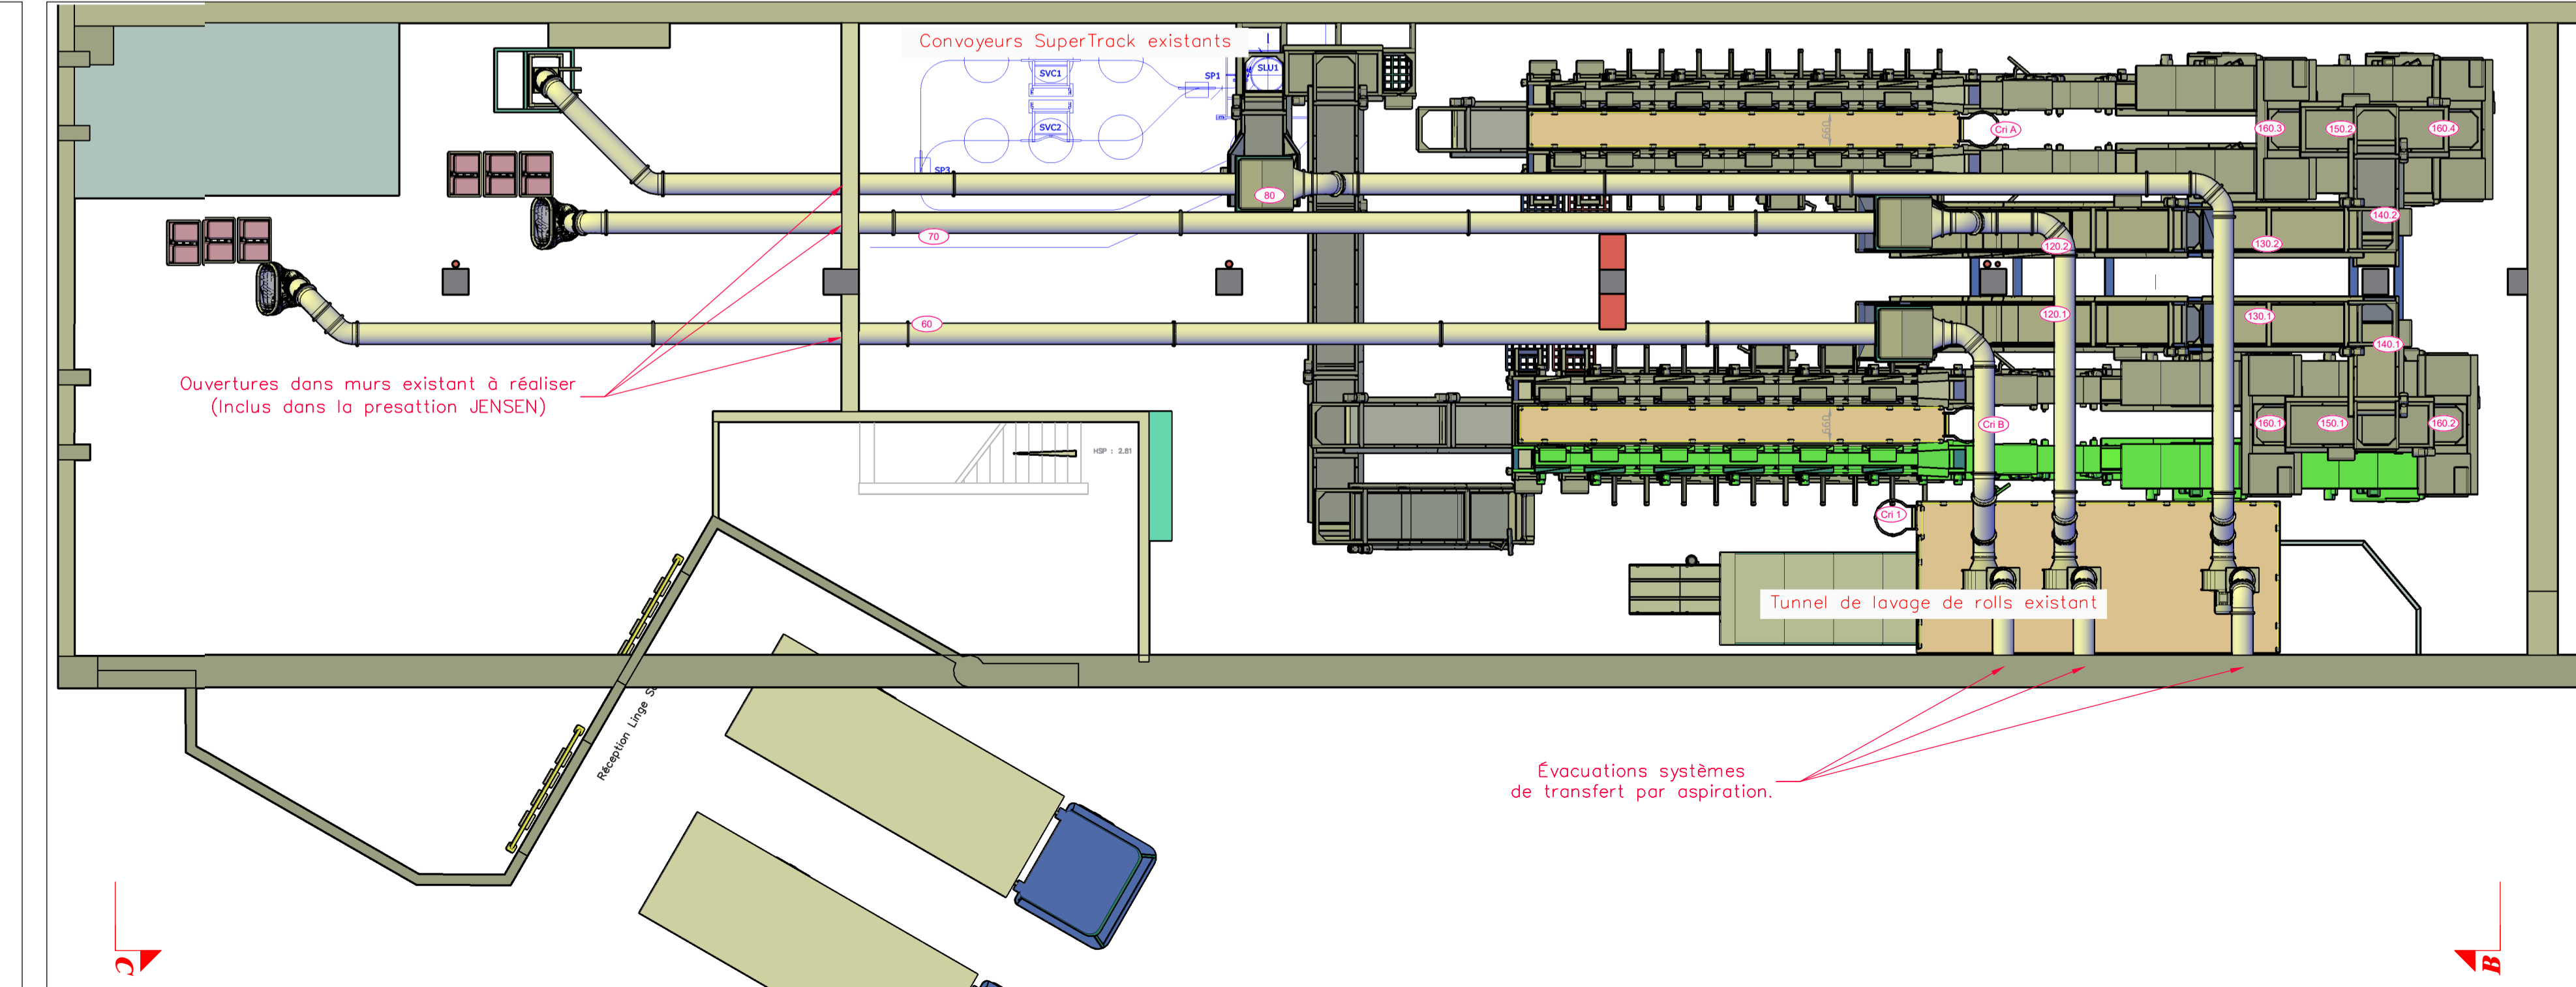 Convoyeurs SuperTrack existants
SVC1
SP1
SLU1
SVC2
SP3
660
Cri A
160.3
150.2
160.4
80
140.2
70
120.2
130.2
60
120.1
130.1
140.1
Ouvertures dans murs existant à réaliser
(Inclus dans la presattion JENSEN)
HSP : 2.81
660
Cri B
160.1
150.1
160.2
Cri 1
Tunnel de lavage de rolls existant
Réception Linge
Évacuations systèmes
de transfert par aspiration.
C
B